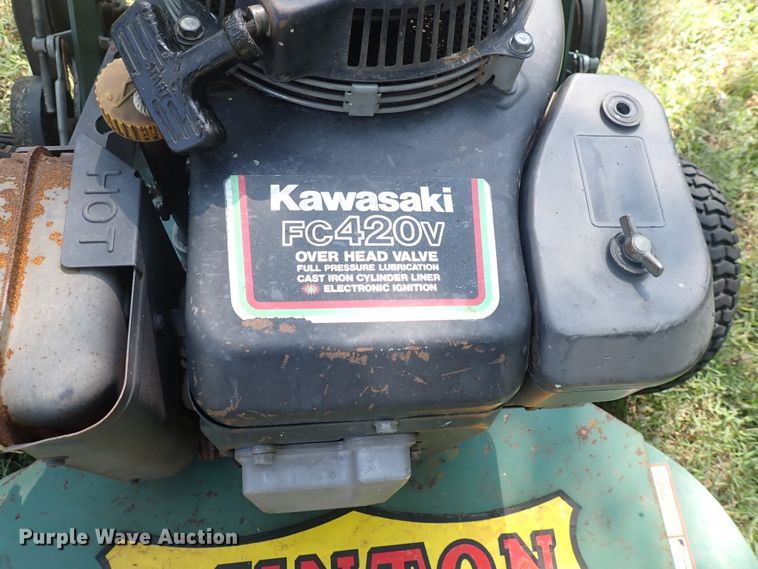 HOT
Kawasaki
FC420V
OVER HEAD VALVE
FULL PRESSURE LUBRICATION
CAST IRON CYLINDER LINER
ELECTRONIC IGNITION
Purple Wave Auction